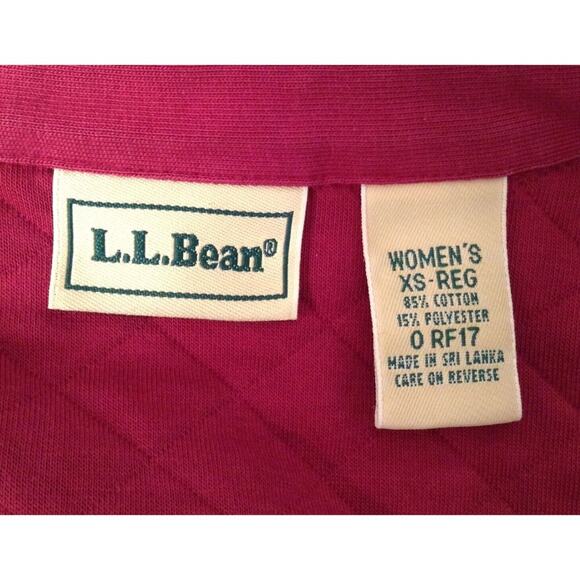 L.L.Bean®
WOMEN'S
XS-REG
85% COTTON
15% POLYESTER
0 RF17
MADE IN SRI LANKA
CARE ON REVERSE